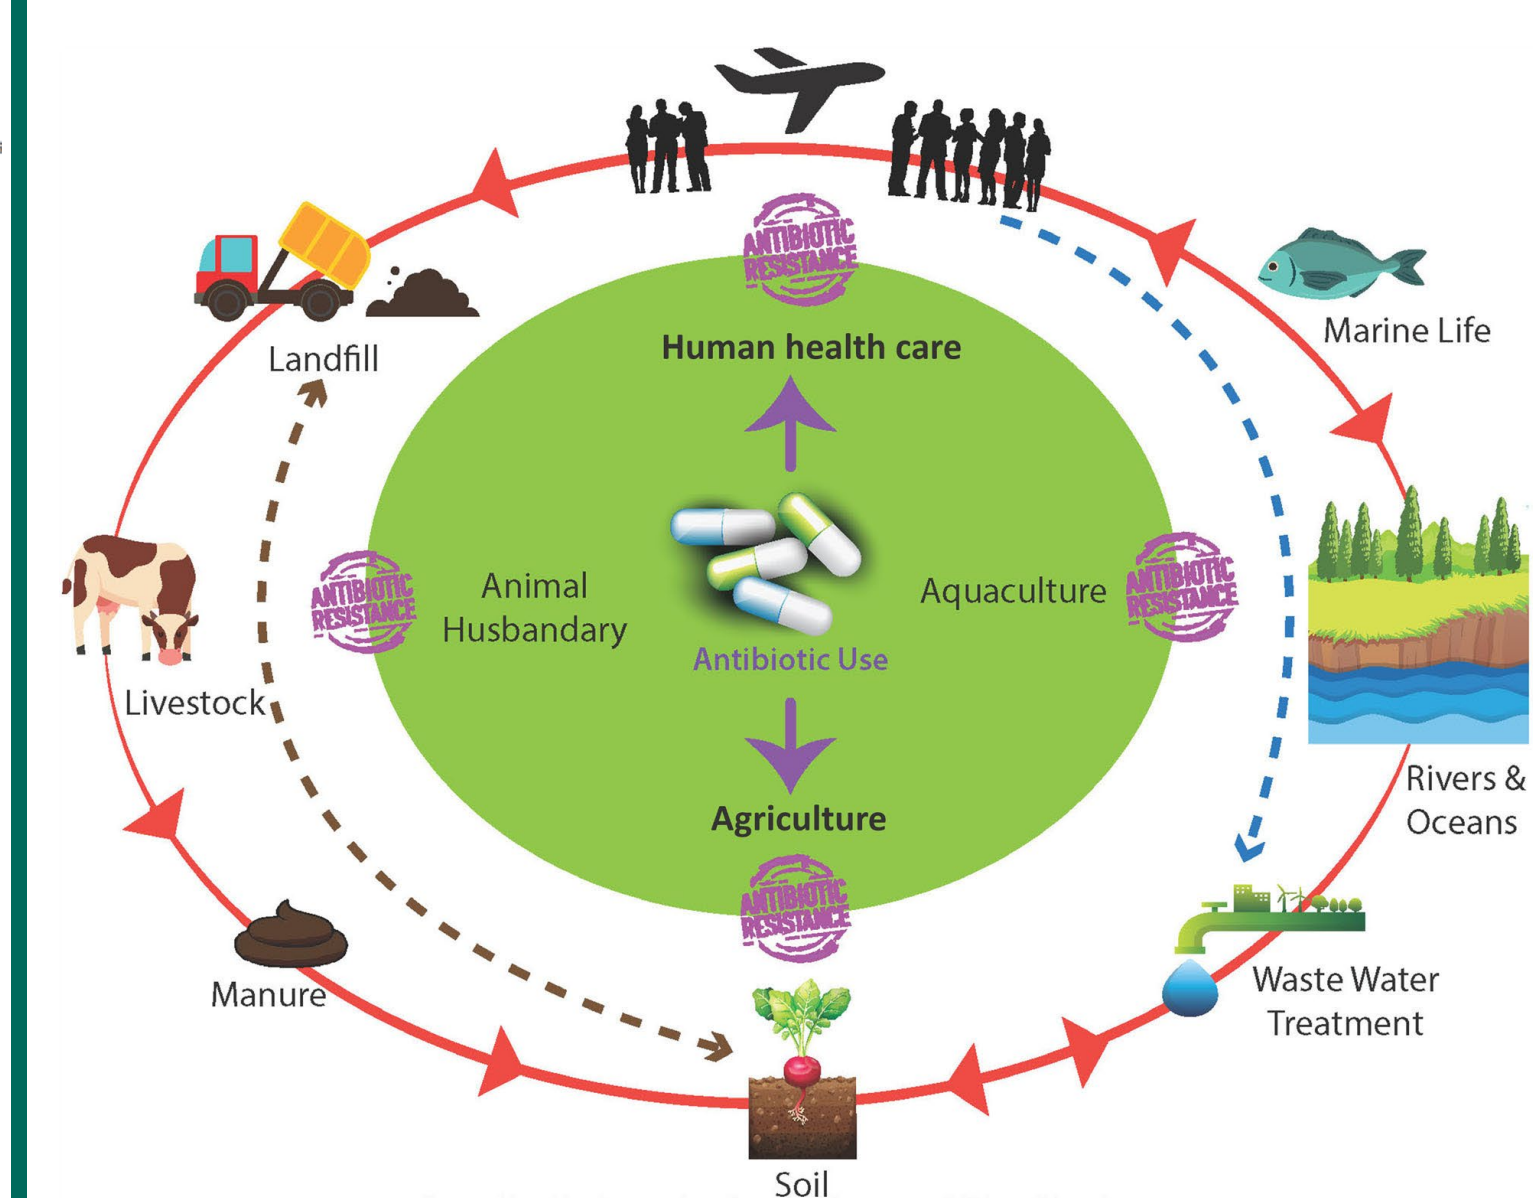 ANTIBIOTIC
RESISTANCE
Marine Life
Human health care
Landfill
ANTIBIOTIC
RESISTANCE
Animal
Husbandary
Aquaculture
ANTIBIOTIC
RESISTANCE
Antibiotic Use
Livestock
Rivers &
Oceans
Agriculture
ANTIBIOTIC
RESISTANCE
Manure
Waste Water
Treatment
Soil